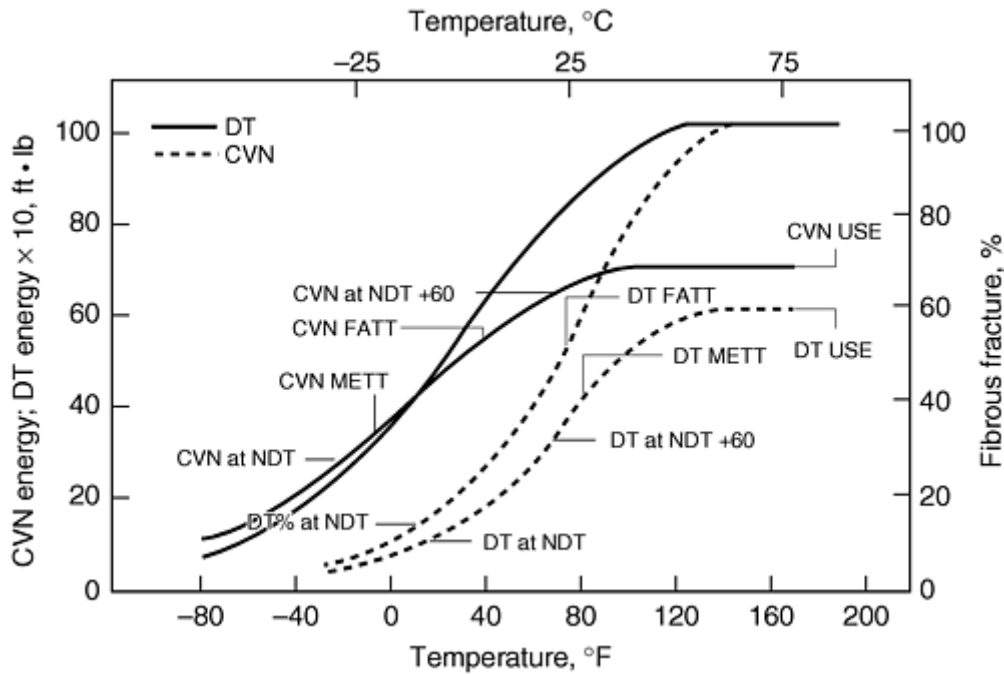 Temperature, °C
−25 25 75
DT
CVN
CVN energy; DT energy × 10, ft • lb
100
80
60
40
20
0
Fibrous fracture, %
100
80
60
40
20
0
CVN USE
CVN at NDT +60
DT FATT
CVN FATT
DT USE
DT METT
CVN METT
DT at NDT +60
CVN at NDT
DT% at NDT
DT at NDT
−80 −40 0 40 80 120 160 200
Temperature, °F